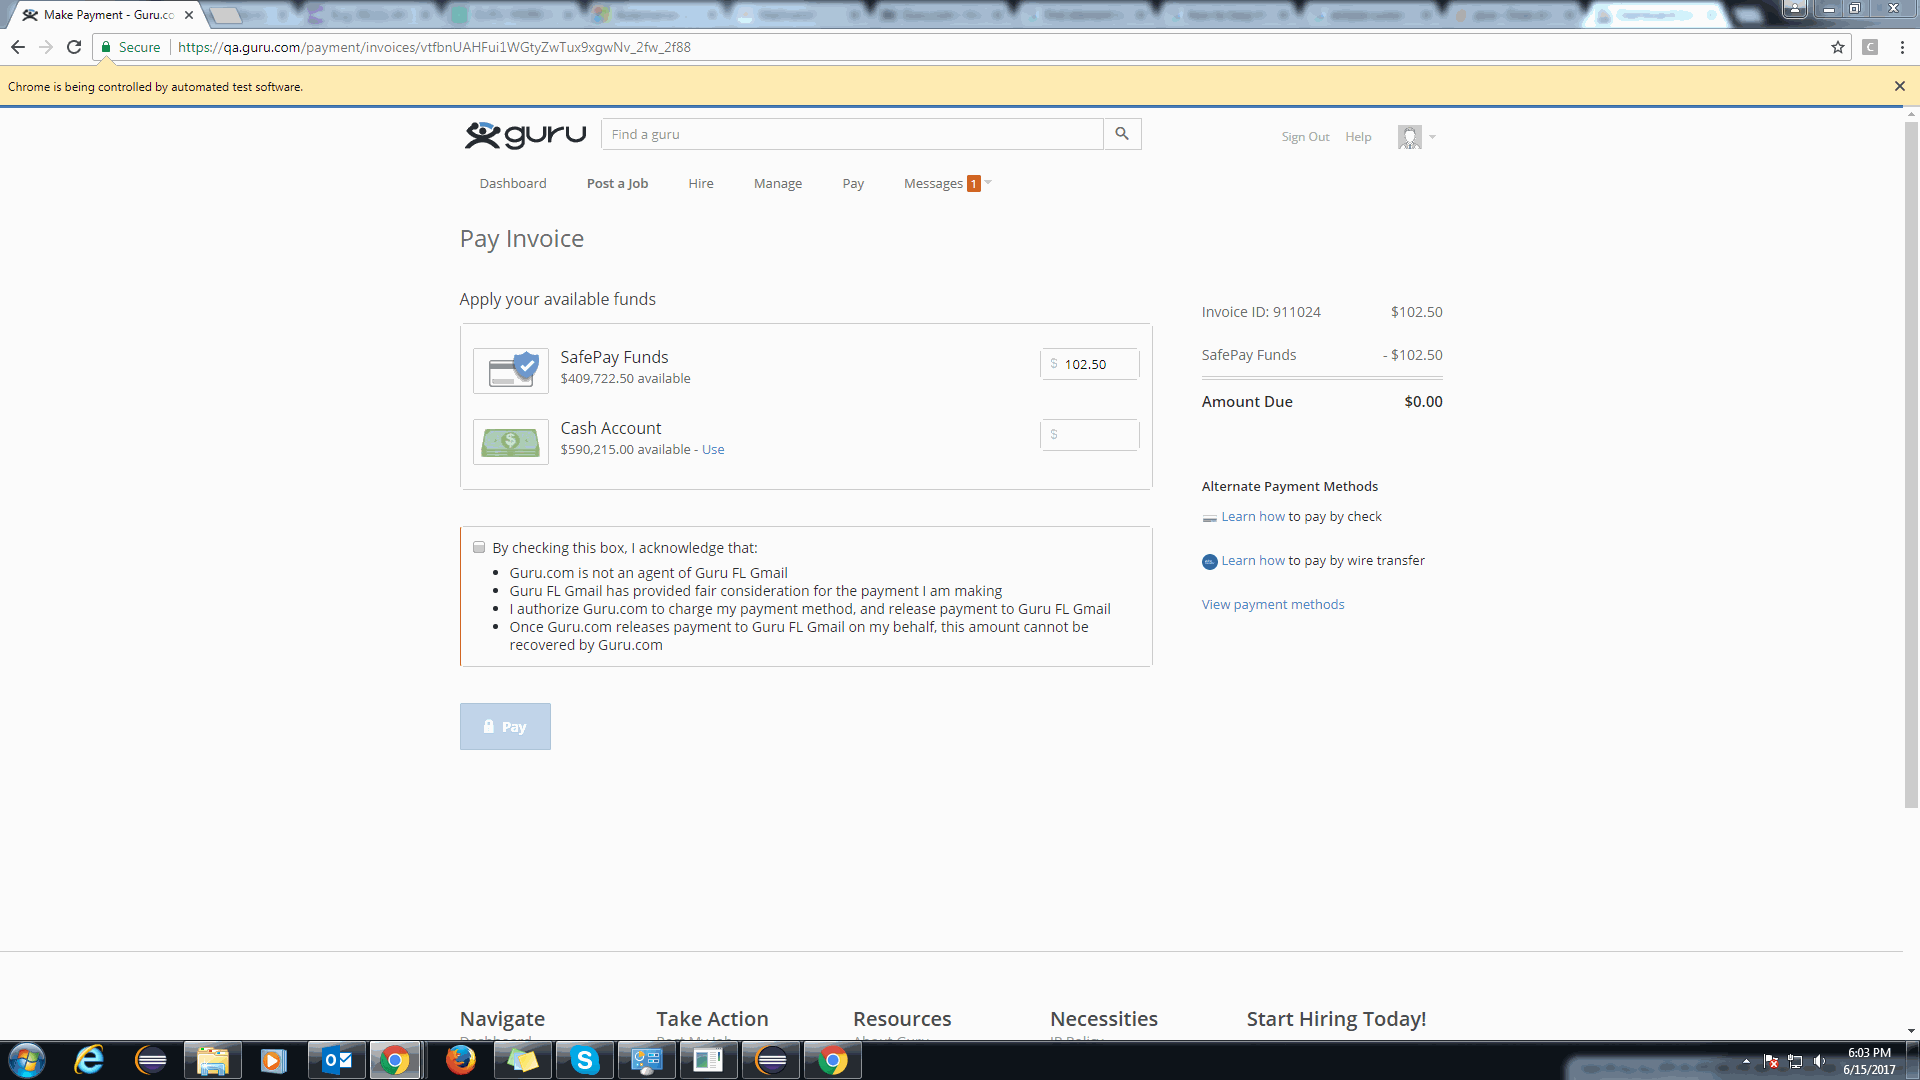 Make Payment - Guru.co
Secure
https://qa.guru.com/payment/invoices/vtfbnUAHFui1WGtyZwTux9xgwNv_2fw_2f88
C
Chrome is being controlled by automated test software.
guru
Find a guru
Sign Out
Help
Dashboard
Post a Job
Hire
Manage
Pay
Messages 1
Pay Invoice
Apply your available funds
SafePay Funds
$409,722.50 available
$ 102.50
Cash Account
$590,215.00 available - Use
$
Invoice ID: 911024 $102.50
SafePay Funds - $102.50
Amount Due $0.00
Alternate Payment Methods
Learn how to pay by check
Learn how to pay by wire transfer
View payment methods
By checking this box, I acknowledge that:
• Guru.com is not an agent of Guru FL Gmail
• Guru FL Gmail has provided fair consideration for the payment I am making
• I authorize Guru.com to charge my payment method, and release payment to Guru FL Gmail
• Once Guru.com releases payment to Guru FL Gmail on my behalf, this amount cannot be
recovered by Guru.com
Pay
Navigate
Take Action
Resources
Necessities
Start Hiring Today!
Dashboard
Post My Job
About Guru
IP Policy
6:03 PM
6/15/2017